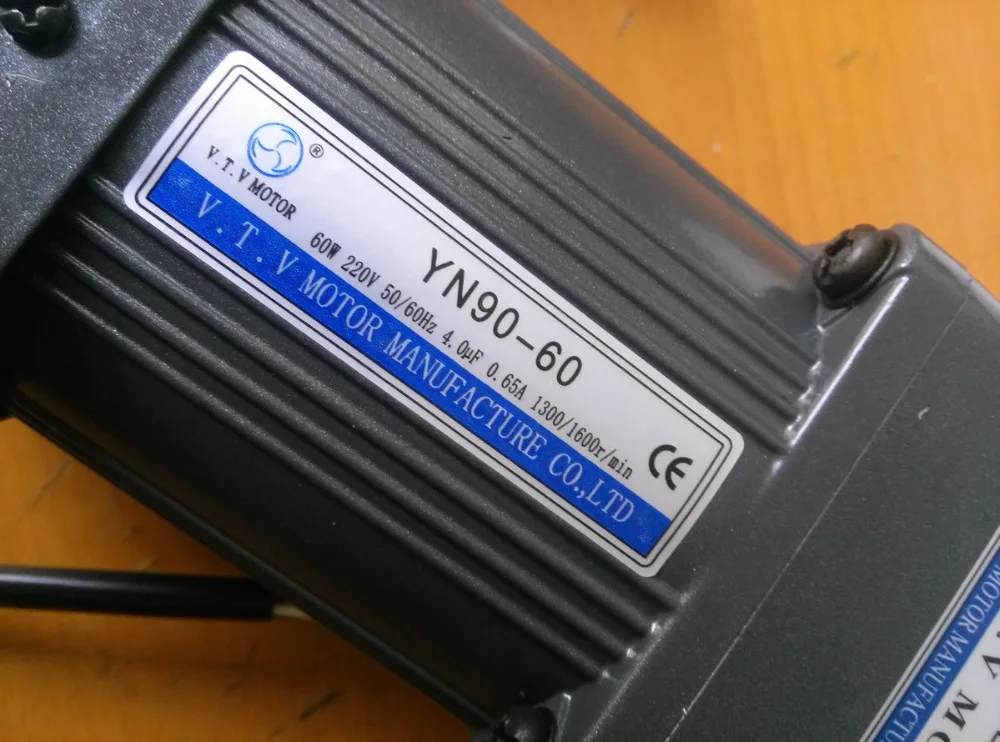 ®
V.T.V MOTOR
YN90-60
60W 220V 50/60Hz 4.0μF 0.65A 1300/1600r/min
CE
V.T.V MOTOR MANUFACTURE CO.,LTD
MOTOR MANUFACTUR
V M